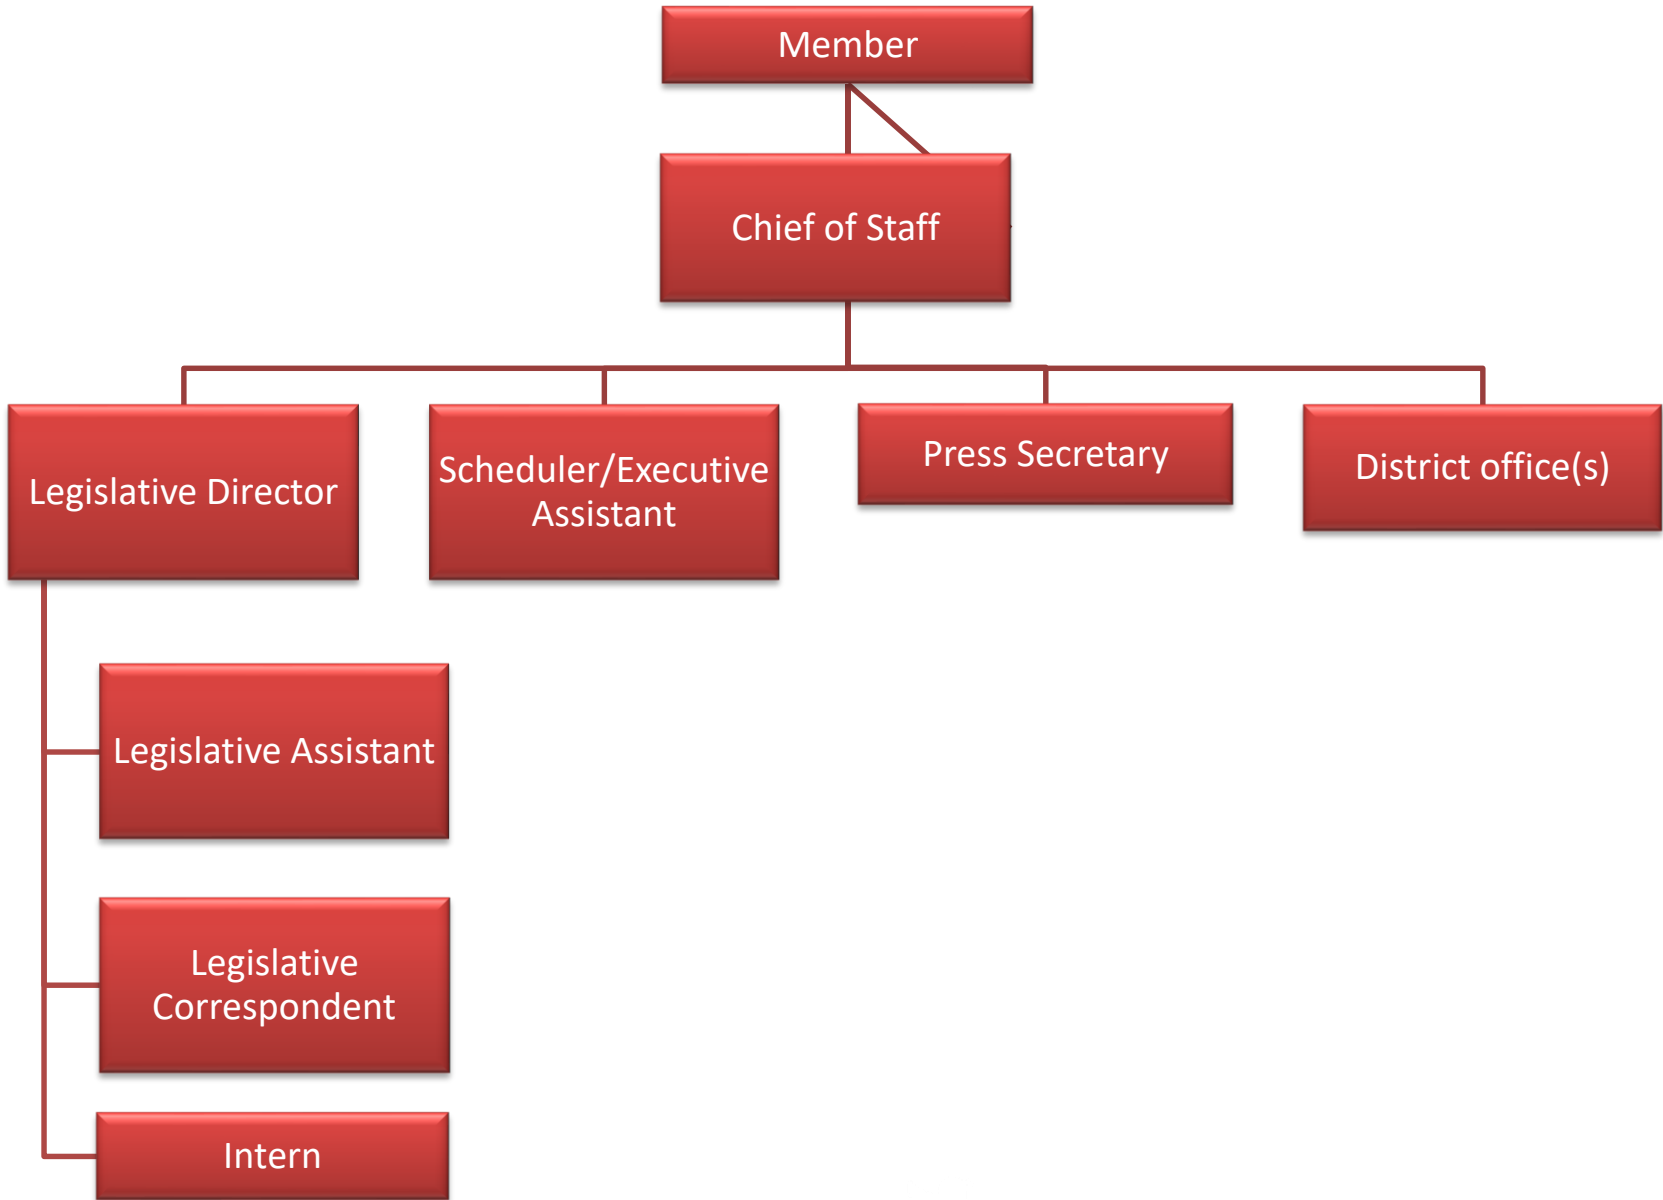 Member
Chief of Staff
Legislative Director
Scheduler/Executive
Assistant
Press Secretary
District office(s)
Legislative Assistant
Legislative
Correspondent
Intern